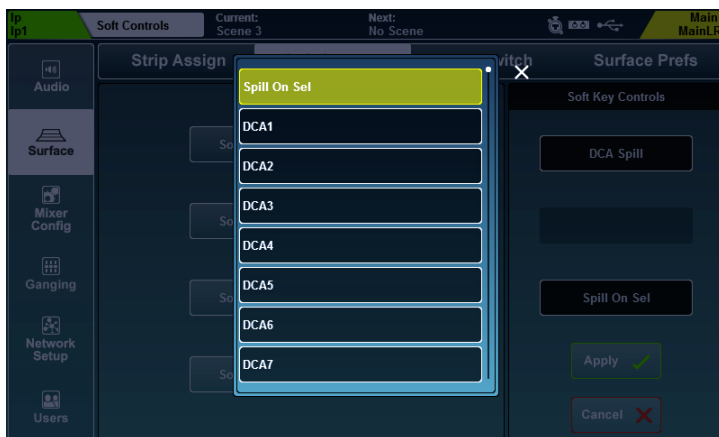 Ip
Ip1
Soft Controls
Current:
Scene 3
Next:
No Scene
Main
MainLR
Strip Assign
Surface Prefs
Audio
Surface
Mixer
Config
Ganging
Network
Setup
Users
Spill On Sel
DCA1
DCA2
DCA3
DCA4
DCA5
DCA6
DCA7
Soft Key Controls
DCA Spill
Spill On Sel
Apply
Cancel